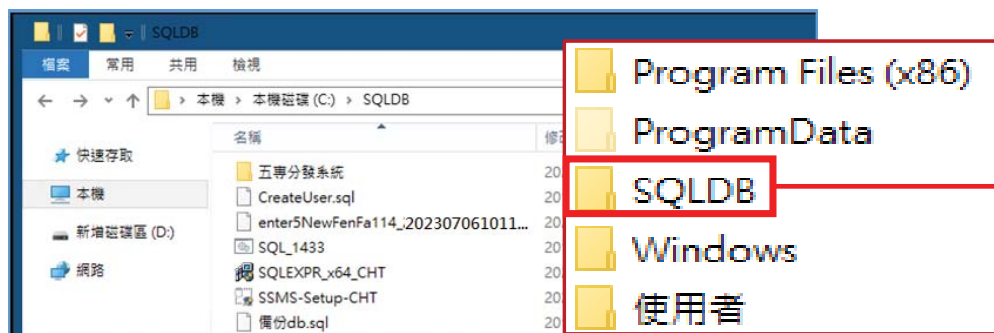 SQLDB
檔案 常用 共用 檢視
本機 › 本機磁碟 (C:) › SQLDB
名稱
快速存取
本機
新增磁碟區 (D:)
網路
五專分發系統
CreateUser.sql
enter5NewFenFa114_202307061011...
SQL_1433
SQLEXPR_x64_CHT
SSMS-Setup-CHT
備份db.sql
Program Files (x86)
ProgramData
SQLDB
Windows
使用者